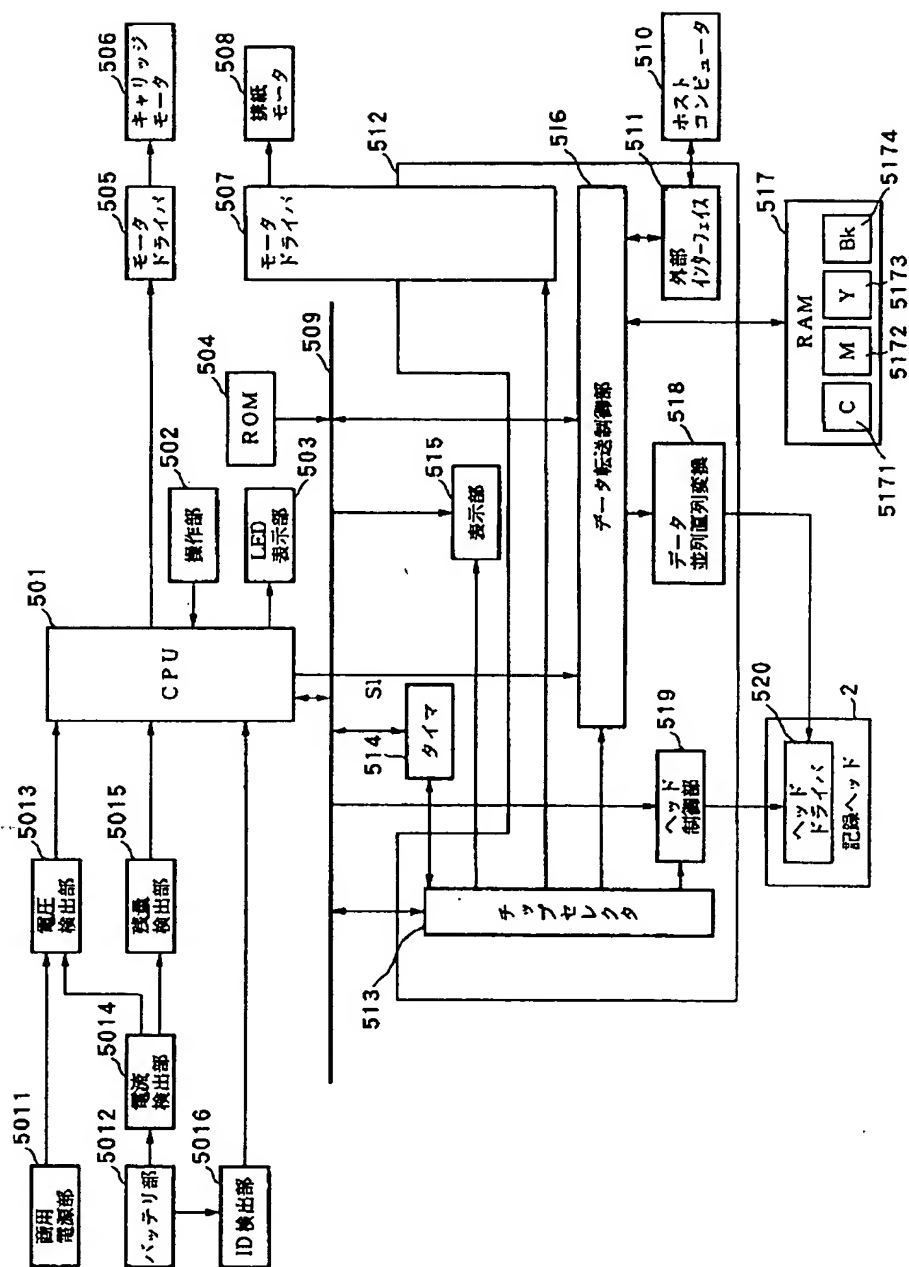 5011
商用
電源部
5012
バッテリ部
5016
ID検出部
5014
電流
検出部
5013
電圧
検出部
5015
残量
検出部
501
CPU
502
操作部
503
LED
表示部
504
ROM
505
モータ
ドライバ
506
キャリッジ
モータ
507
モータドライバ
508
排紙
モータ
509
S1
514
タイマ
515
表示部
512
513
チップセレクタ
516
データ転送制御部
511
外部
インターフェイス
510
ホスト
コンピュータ
519
ヘッド
制御部
518
データ
並列直列変換
520
ヘッド
ドライバ
記録ヘッド
2
517
RAM
C
M
Y
Bk
5171
5172
5173
5174